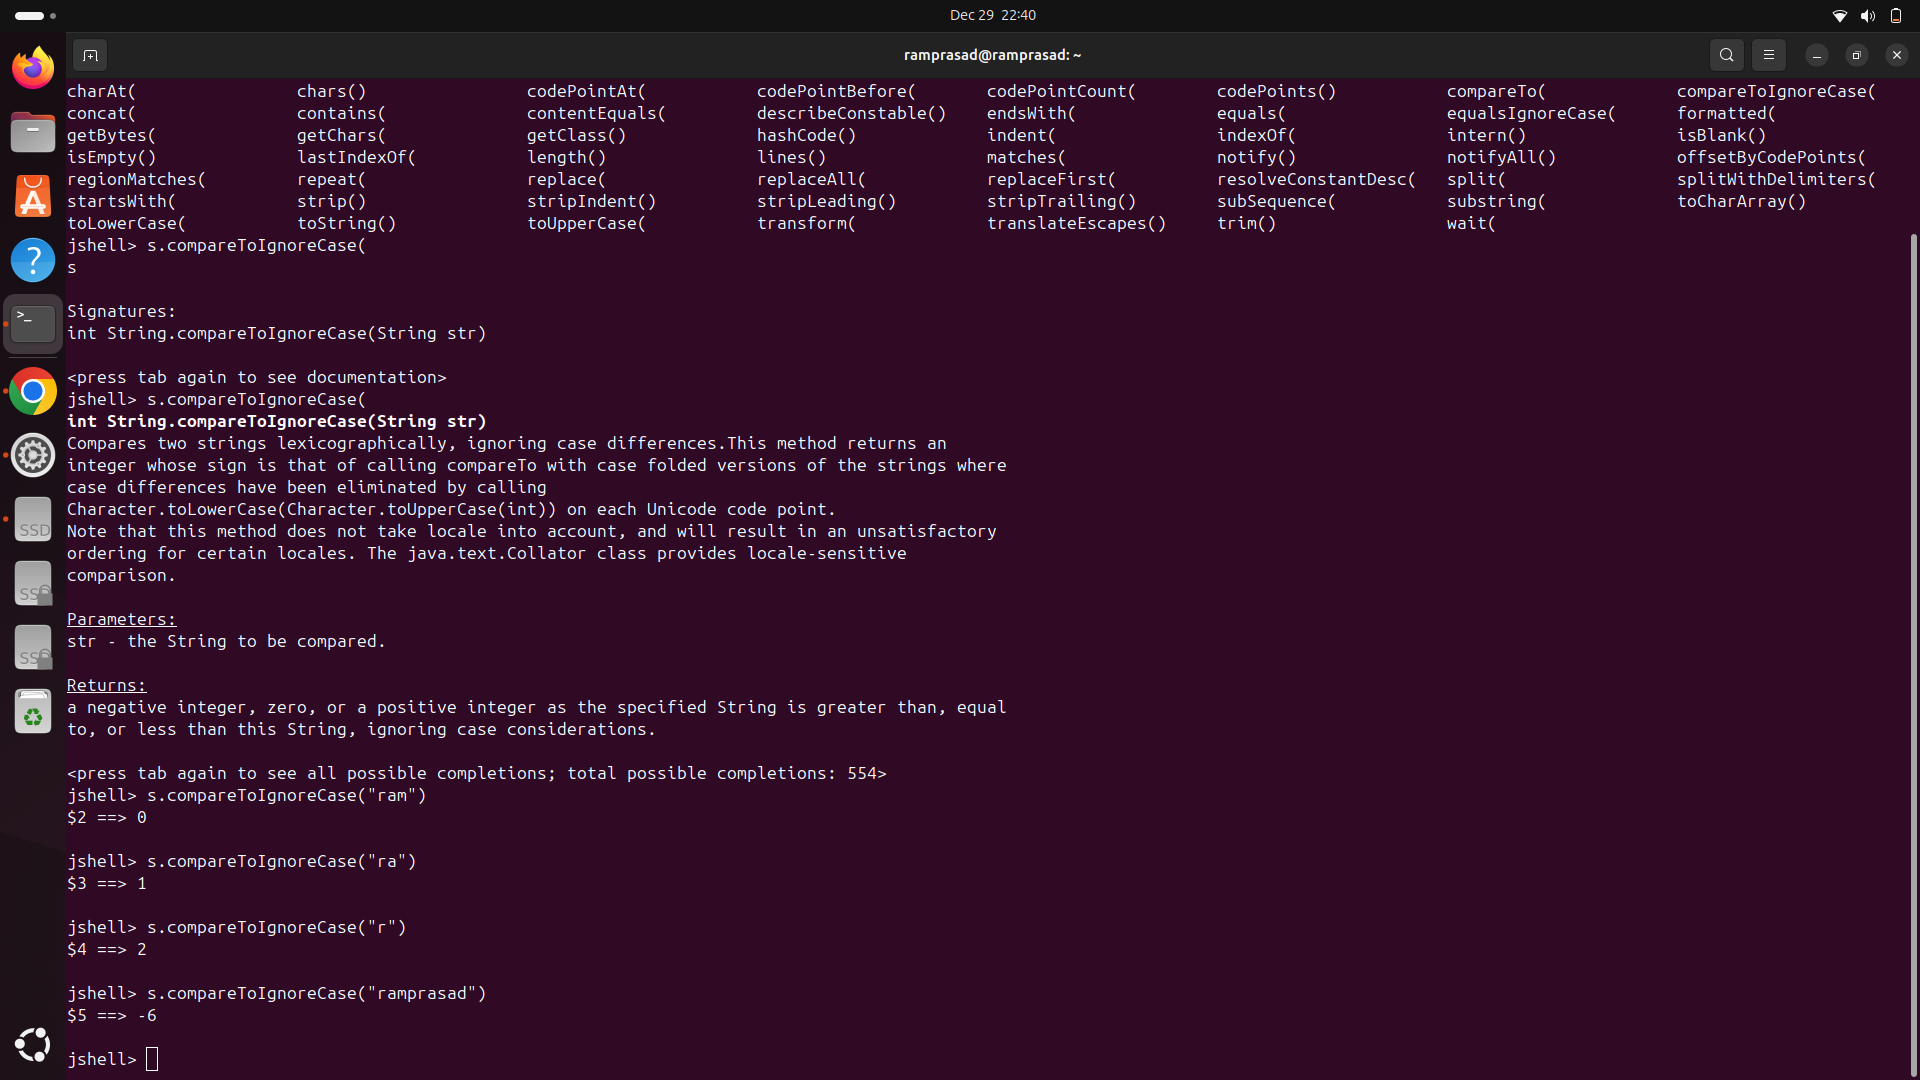 Dec 29 22:40
ramprasad@ramprasad: ~
charAt( chars() codePointAt( codePointBefore( codePointCount( codePoints() compareTo( compareToIgnoreCase(
concat( contains( contentEquals( describeConstable() endsWith( equals( equalsIgnoreCase( formatted(
getBytes( getChars( getClass() hashCode() indent( indexOf( intern() isBlank()
isEmpty() lastIndexOf( length() lines() matches( notify() notifyAll() offsetByCodePoints(
regionMatches( repeat( replace( replaceAll( replaceFirst( resolveConstantDesc( split( splitWithDelimiters(
startsWith( strip() stripIndent() stripLeading() stripTrailing() subSequence( substring( toCharArray()
toLowerCase( toString() toUpperCase( transform( translateEscapes() trim() wait(
jshell> s.compareToIgnoreCase(
s
Signatures:
int String.compareToIgnoreCase(String str)
<press tab again to see documentation>
jshell> s.compareToIgnoreCase(
int String.compareToIgnoreCase(String str)
Compares two strings lexicographically, ignoring case differences.This method returns an
integer whose sign is that of calling compareTo with case folded versions of the strings where
case differences have been eliminated by calling
Character.toLowerCase(Character.toUpperCase(int)) on each Unicode code point.
Note that this method does not take locale into account, and will result in an unsatisfactory
ordering for certain locales. The java.text.Collator class provides locale-sensitive
comparison.
Parameters:
str - the String to be compared.
Returns:
a negative integer, zero, or a positive integer as the specified String is greater than, equal
to, or less than this String, ignoring case considerations.
<press tab again to see all possible completions; total possible completions: 554>
jshell> s.compareToIgnoreCase("ram")
$2 ==> 0
jshell> s.compareToIgnoreCase("ra")
$3 ==> 1
jshell> s.compareToIgnoreCase("r")
$4 ==> 2
jshell> s.compareToIgnoreCase("ramprasad")
$5 ==> -6
jshell>
SSD
SSD
SSD